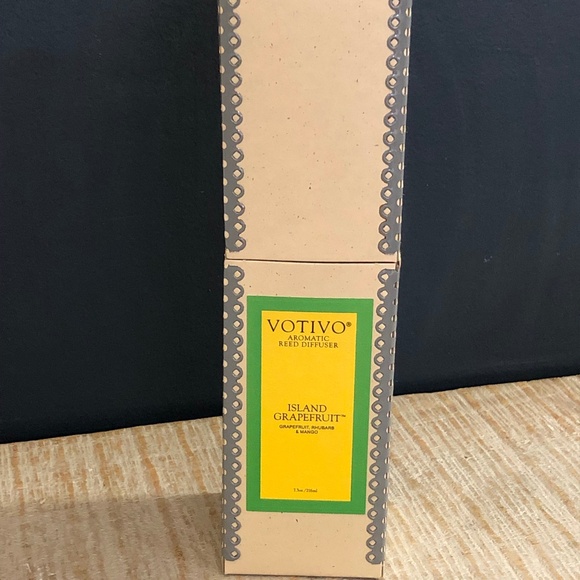 VOTIVO®
AROMATIC
REED DIFFUSER
ISLAND
GRAPEFRUIT™
GRAPEFRUIT, RHUBARB
& MANGO